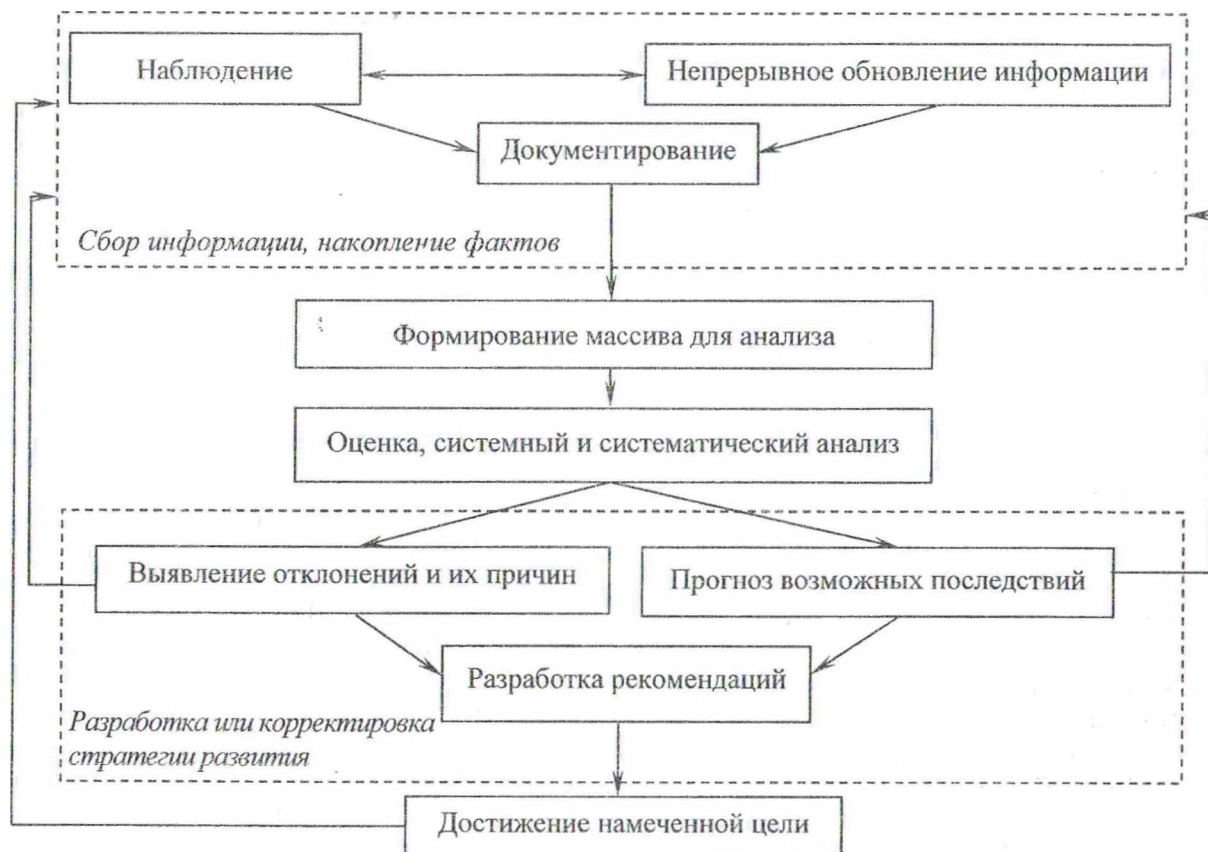 Наблюдение
Непрерывное обновление информации
Документирование
Сбор информации, накопление фактов
Формирование массива для анализа
Оценка, системный и систематический анализ
Выявление отклонений и их причин
Прогноз возможных последствий
Разработка рекомендаций
Разработка или корректировка
стратегии развития
Достижение намеченной цели